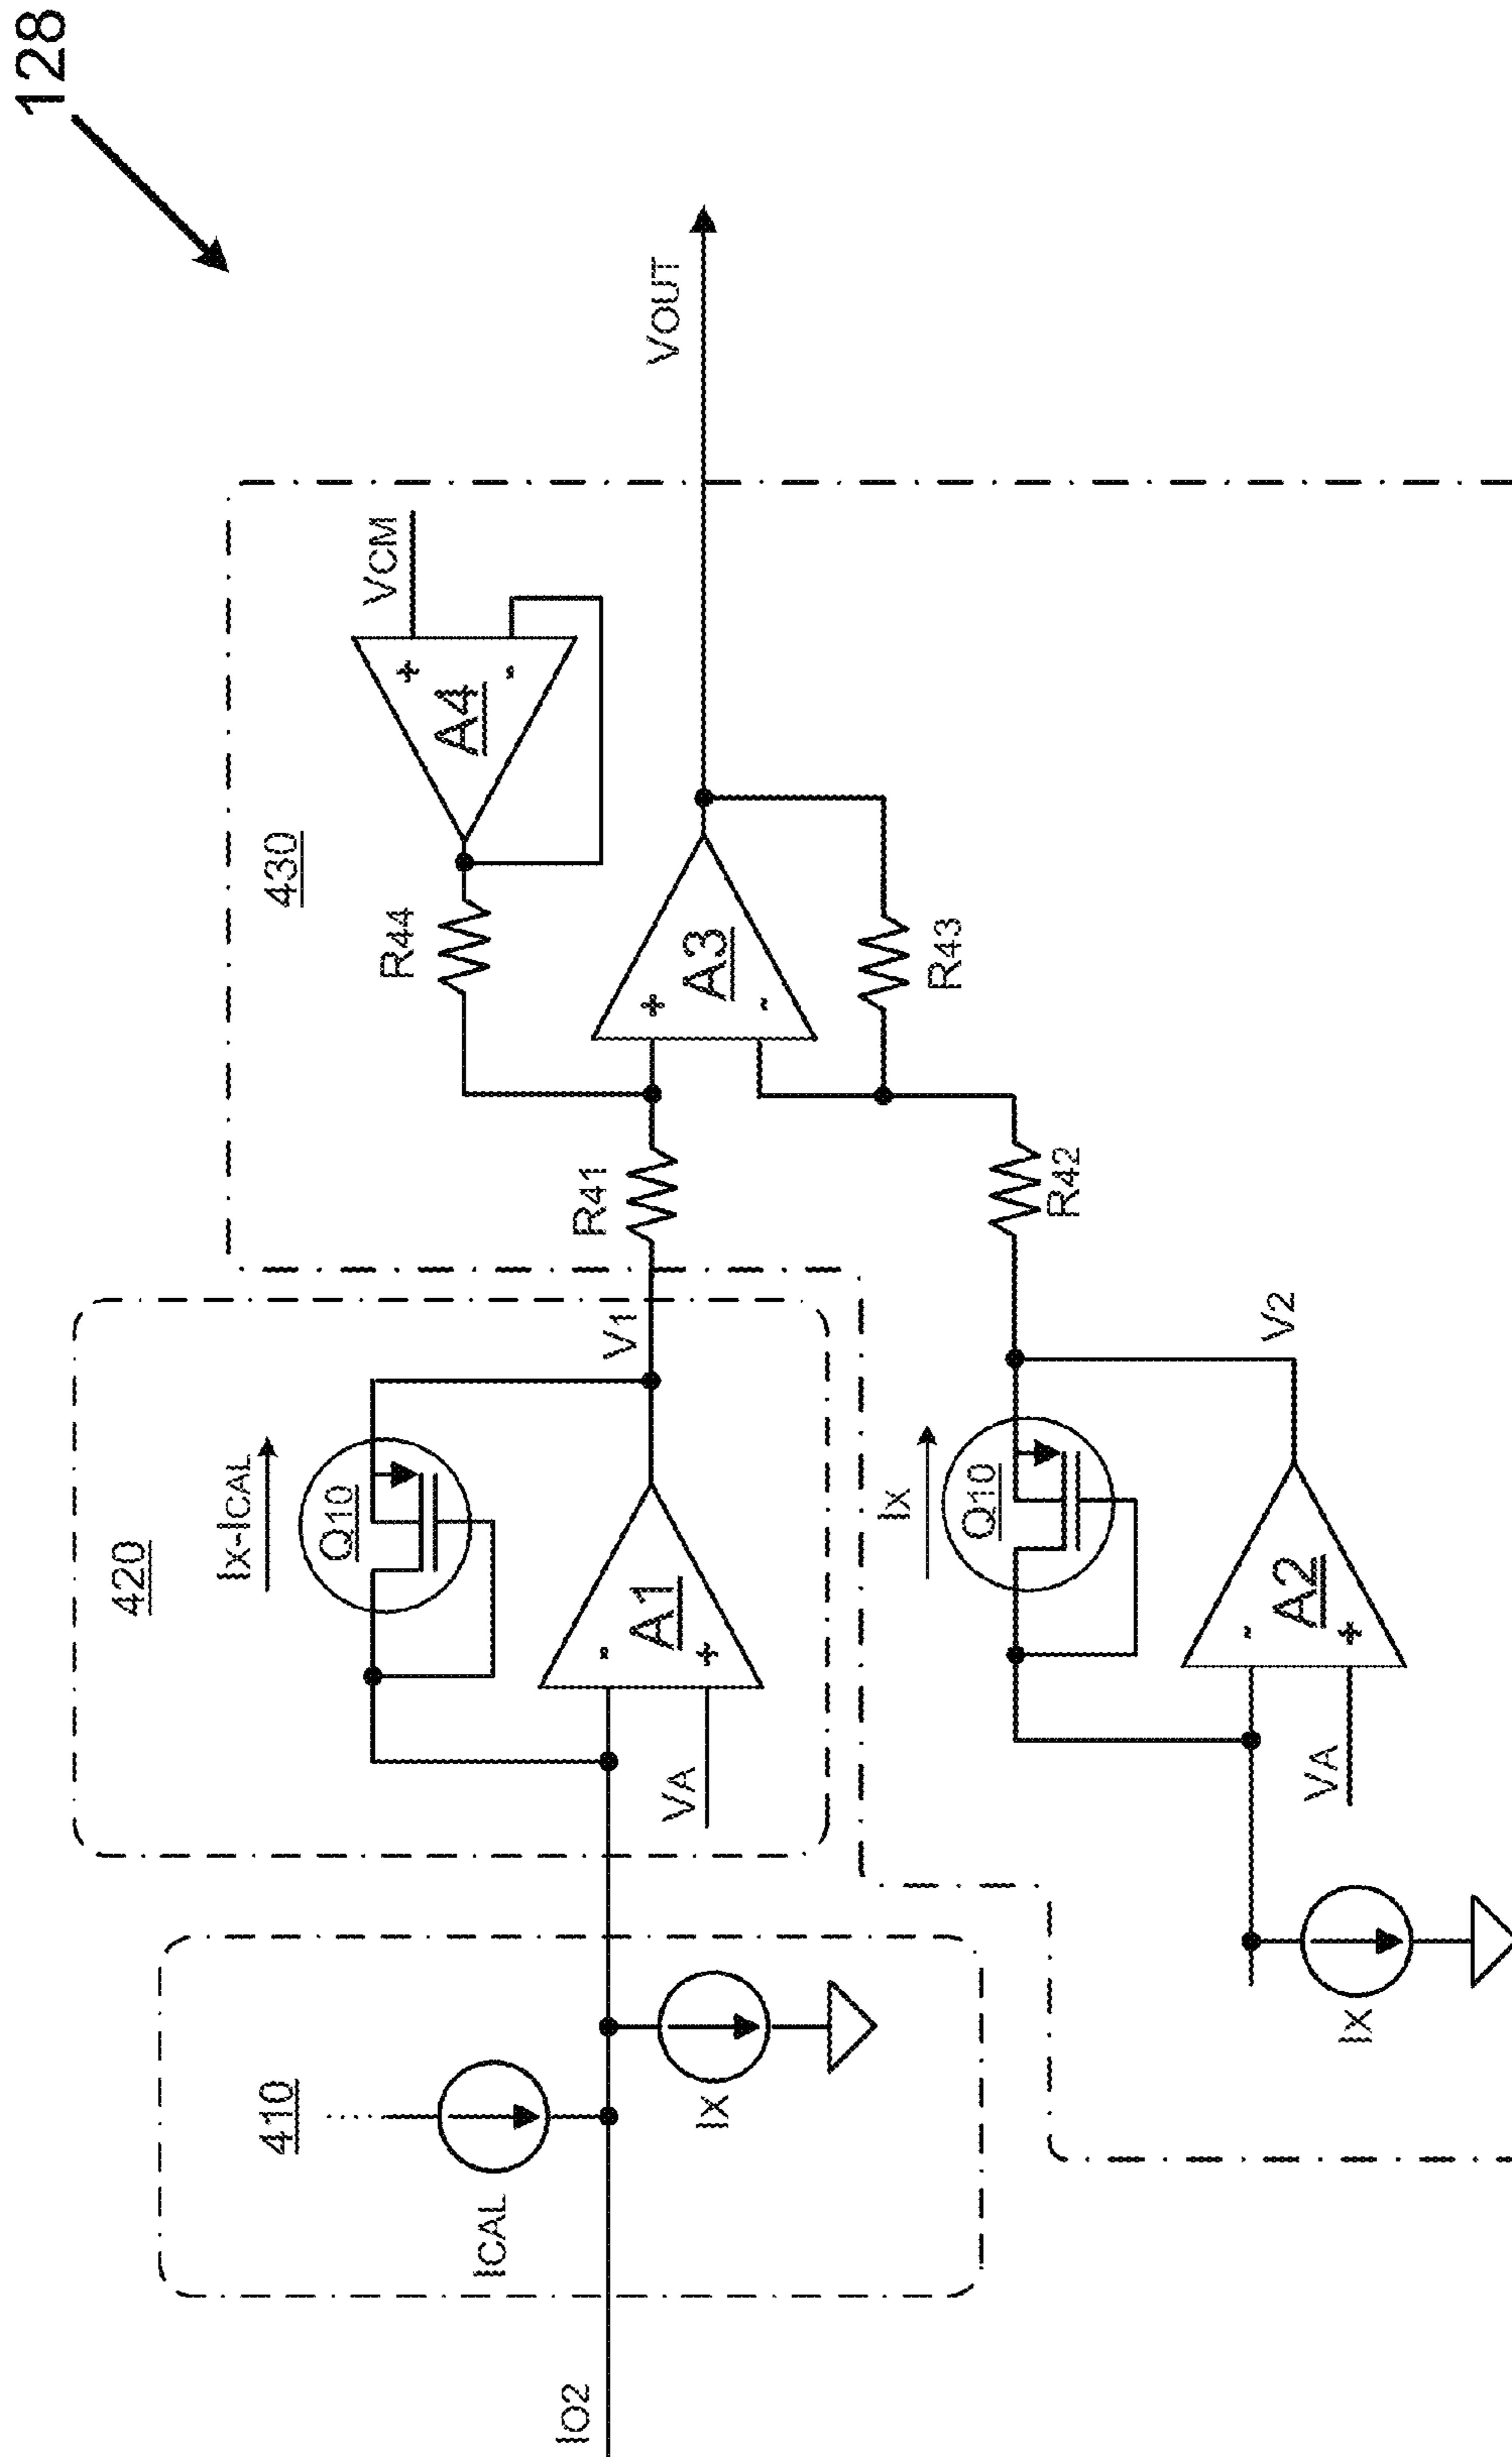 128
430
VCM
+
-
A4
R44
VOUT
+
-
A3
R43
R41
R42
420
IX-ICAL
Q10
V1
-
+
A1
VA
IX
Q10
V2
-
+
A2
VA
410
ICAL
IX
IX
IO2